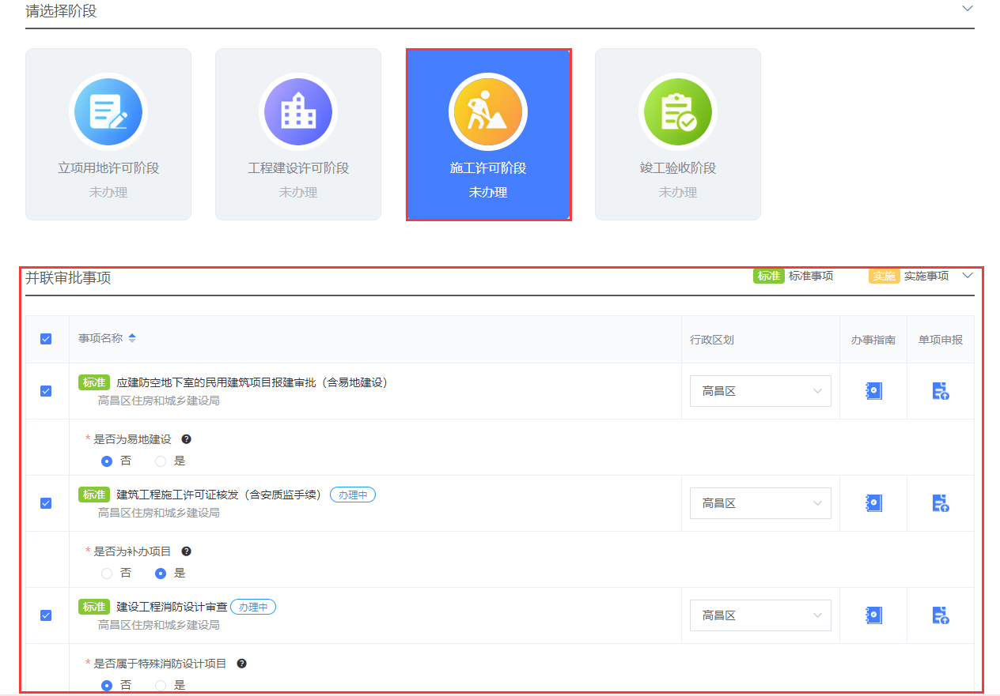 请选择阶段
立项用地许可阶段
未办理
工程建设许可阶段
未办理
施工许可阶段
未办理
竣工验收阶段
未办理
并联审批事项
标准 标准事项
实施 实施事项
事项名称
行政区划
办事指南
单项申报
标准 应建防空地下室的民用建筑项目报建审批（含易地建设）
高昌区住房和城乡建设局
高昌区
* 是否为易地建设 ?
否 是
标准 建筑工程施工许可证核发（含安质监手续） 办理中
高昌区住房和城乡建设局
高昌区
* 是否为补办项目 ?
否 是
标准 建设工程消防设计审查 办理中
高昌区住房和城乡建设局
高昌区
* 是否属于特殊消防设计项目 ?
否 是